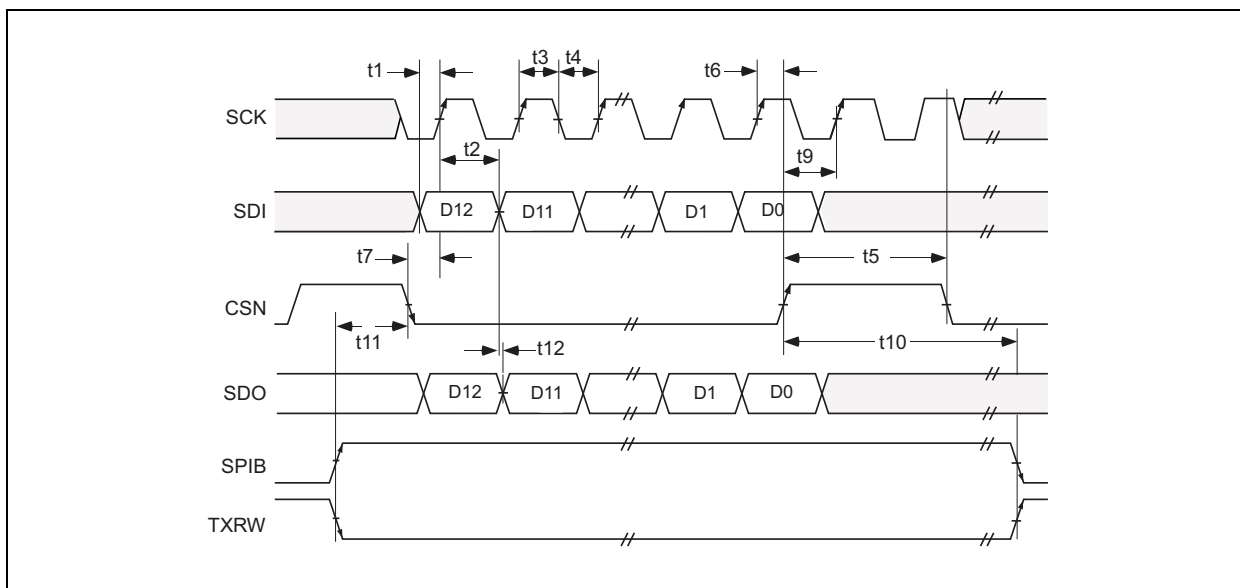 t3 t4
t1 t6
SCK
t2 t9
SDI D12 D11 D1 D0
t7 t5
CSN
t11 t12 t10
SDO D12 D11 D1 D0
SPIB
TXRW